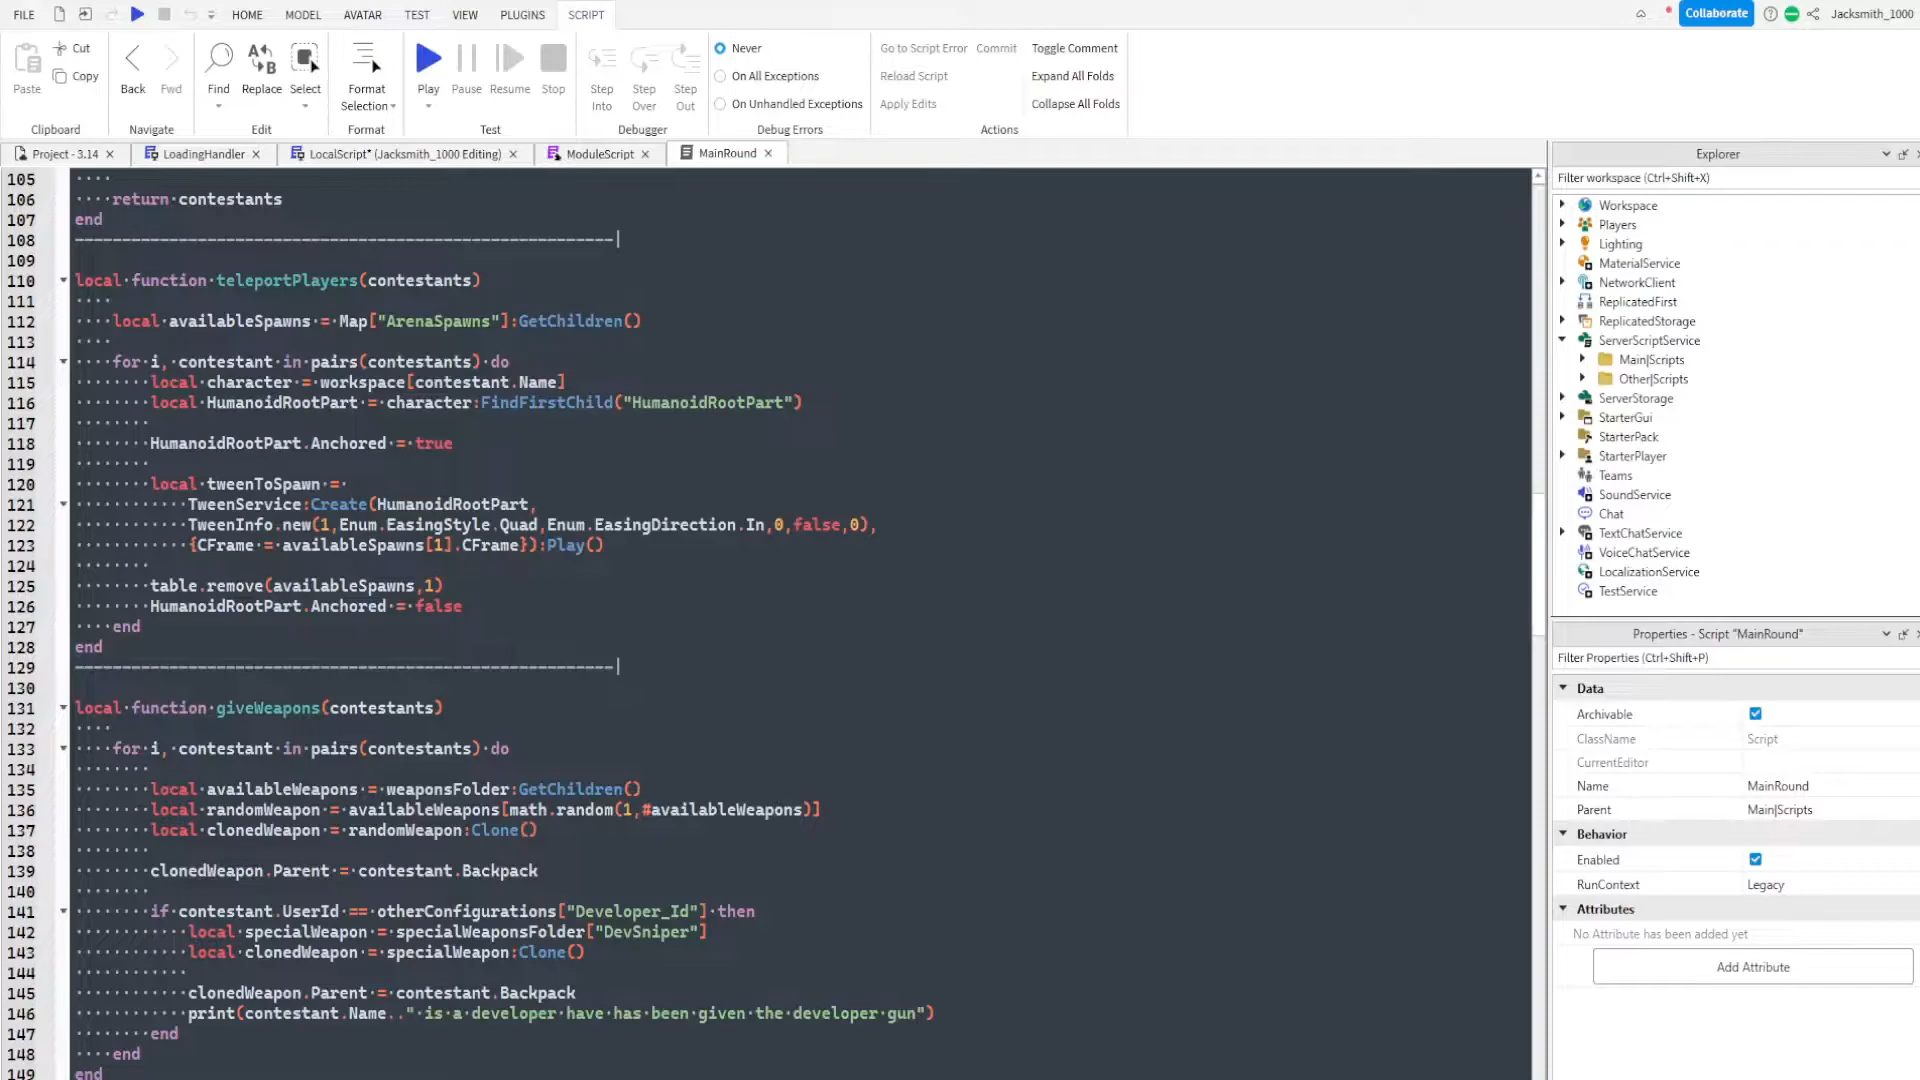 FILE HOME MODEL AVATAR TEST VIEW PLUGINS SCRIPT Collaborate Jacksmith_1000
Paste Cut Copy Clipboard
Back Fwd Navigate
Find Replace Select Edit
Format Selection Format
Play Pause Resume Stop Test
Step Into Step Over Step Out Debugger
Never
On All Exceptions
On Unhandled Exceptions
Debug Errors
Go to Script Error Commit Toggle Comment
Reload Script Expand All Folds
Apply Edits Collapse All Folds
Actions
Project - 3.14 LoadingHandler LocalScript* (Jacksmith_1000 Editing) ModuleScript MainRound
105
106 return contestants
107 end
108 ----------------------------------------------------------|
109
110 local function teleportPlayers(contestants)
111
112 local availableSpawns = Map["ArenaSpawns"]:GetChildren()
113
114 for i, contestant in pairs(contestants) do
115 local character = workspace[contestant.Name]
116 local HumanoidRootPart = character:FindFirstChild("HumanoidRootPart")
117
118 HumanoidRootPart.Anchored = true
119
120 local tweenToSpawn =
121 TweenService:Create(HumanoidRootPart,
122 TweenInfo.new(1,Enum.EasingStyle.Quad,Enum.EasingDirection.In,0,false,0),
123 {CFrame = availableSpawns[1].CFrame}):Play()
124
125 table.remove(availableSpawns,1)
126 HumanoidRootPart.Anchored = false
127 end
128 end
129 ----------------------------------------------------------|
130
131 local function giveWeapons(contestants)
132
133 for i, contestant in pairs(contestants) do
134
135 local availableWeapons = weaponsFolder:GetChildren()
136 local randomWeapon = availableWeapons[math.random(1,#availableWeapons)]
137 local clonedWeapon = randomWeapon:Clone()
138
139 clonedWeapon.Parent = contestant.Backpack
140
141 if contestant.UserId == otherConfigurations["Developer_Id"] then
142 local specialWeapon = specialWeaponsFolder["DevSniper"]
143 local clonedWeapon = specialWeapon:Clone()
144
145 clonedWeapon.Parent = contestant.Backpack
146 print(contestant.Name.." is a developer have has been given the developer gun")
147 end
148 end
149 end
Explorer
Filter workspace (Ctrl+Shift+X)
Workspace
Players
Lighting
MaterialService
NetworkClient
ReplicatedFirst
ReplicatedStorage
ServerScriptService
Main|Scripts
Other|Scripts
ServerStorage
StarterGui
StarterPack
StarterPlayer
Teams
SoundService
Chat
TextChatService
VoiceChatService
LocalizationService
TestService
Properties - Script "MainRound"
Filter Properties (Ctrl+Shift+P)
Data
Archivable
ClassName Script
CurrentEditor
Name MainRound
Parent Main|Scripts
Behavior
Enabled
RunContext Legacy
Attributes
No Attribute has been added yet
Add Attribute